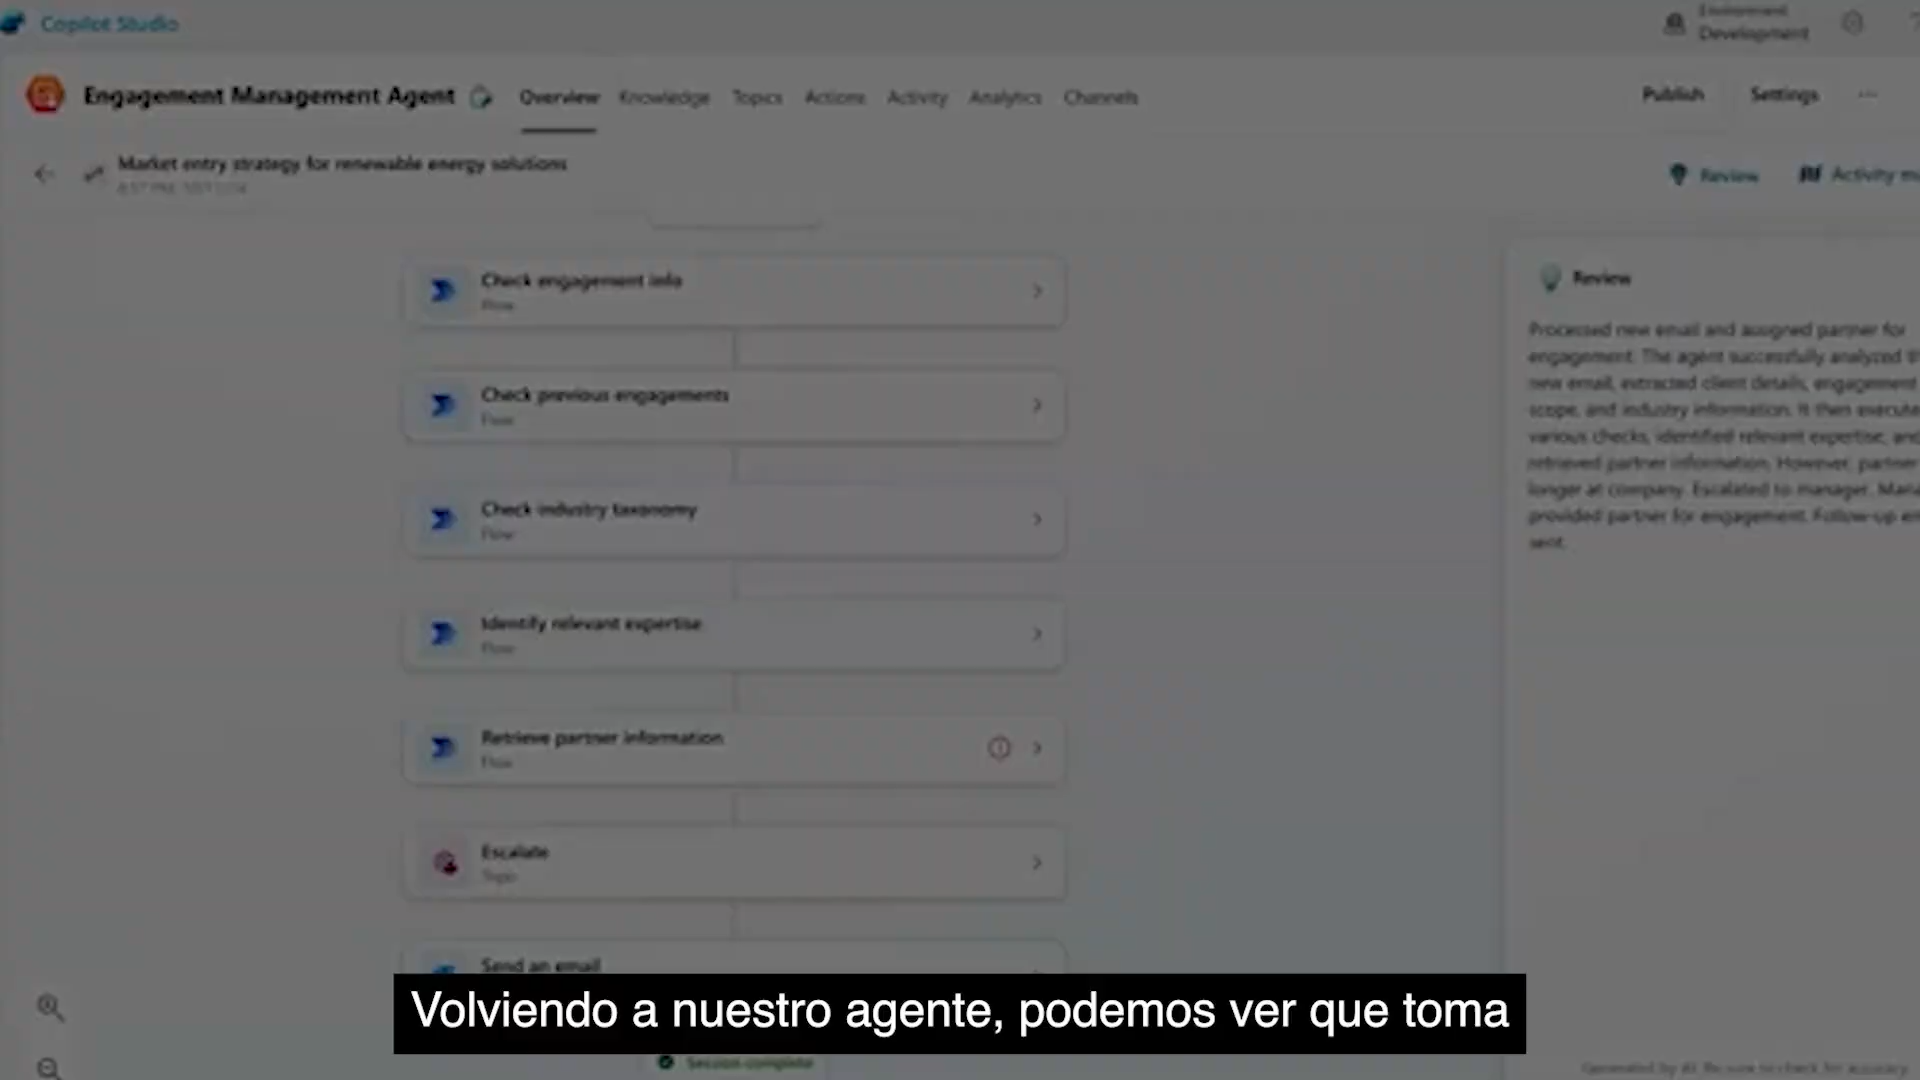 Copilot Studio
Environment
Development
Engagement Management Agent
Overview
Knowledge
Topics
Actions
Activity
Analytics
Channels
Publish
Settings
Market entry strategy for renewable energy solutions
Review
Activity
Check engagement info
Flow
Check previous engagements
Flow
Check industry taxonomy
Flow
Identify relevant expertise
Flow
Retrieve partner information
Flow
Escalate
Topic
Send an email
Review
Processed new email and assigned partner for
engagement. The agent successfully analyzed
new email, extracted client details, engagement
scope, and industry information. It then
various checks, identified relevant expertise, and
retrieved partner information. However, partner
longer at company. Escalated to manager.
provided partner for engagement. Follow-up
sent.
Volviendo a nuestro agente, podemos ver que toma
Session complete
Generated by AI. Be sure to check for accuracy.